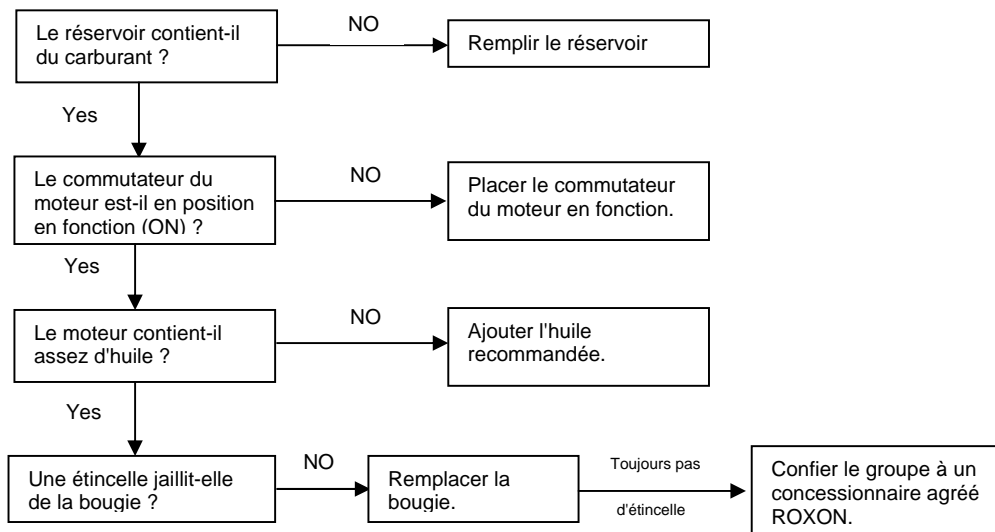 Le réservoir contient-il
du carburant ?
NO
Remplir le réservoir
Yes
Le commutateur du
moteur est-il en position
en fonction (ON) ?
NO
Placer le commutateur
du moteur en fonction.
Yes
Le moteur contient-il
assez d'huile ?
NO
Ajouter l'huile
recommandée.
Yes
Une étincelle jaillit-elle
de la bougie ?
NO
Remplacer la
bougie.
Toujours pas
d'étincelle
Confier le groupe à un
concessionnaire agréé
ROXON.